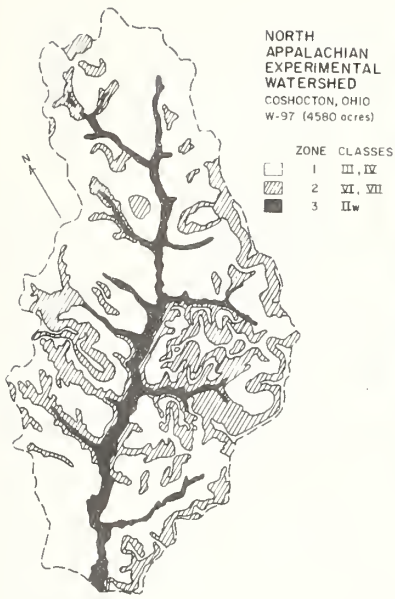 NORTH
APPALACHIAN
EXPERIMENTAL
WATERSHED
COSHOCTON, OHIO
W-97 (4580 acres)
N
ZONE CLASSES
1 III, IV
2 VI, VII
3 IIw